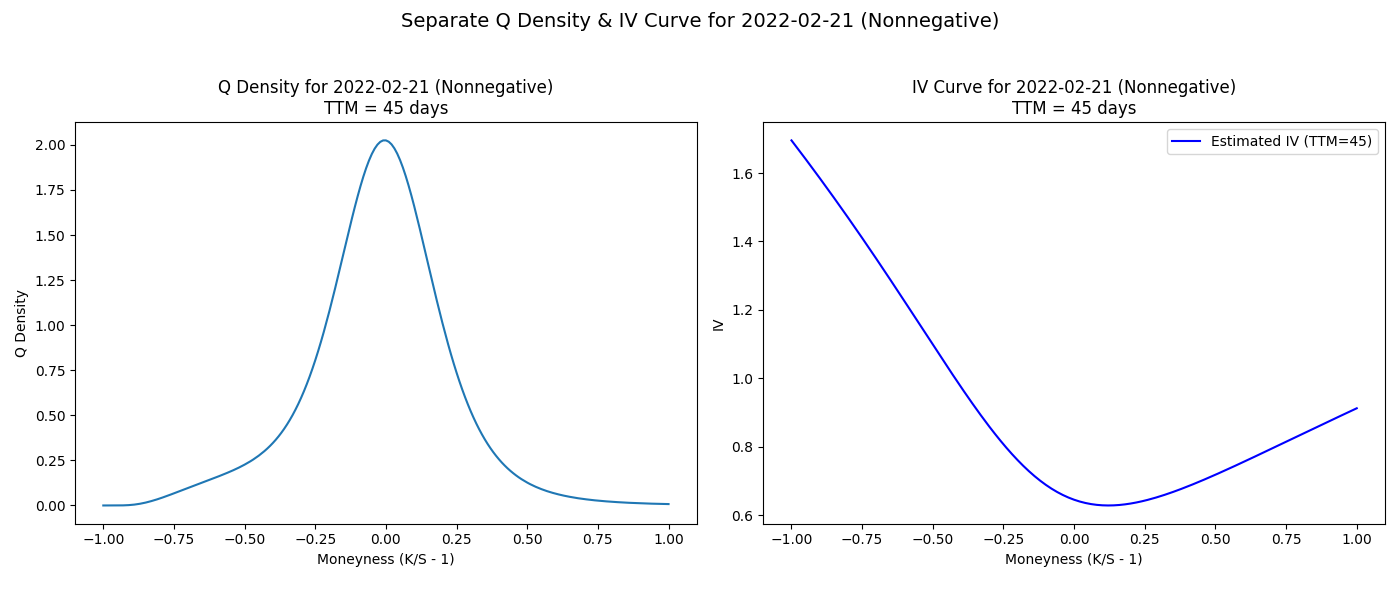 Separate Q Density & IV Curve for 2022-02-21 (Nonnegative)
Q Density for 2022-02-21 (Nonnegative)
TTM = 45 days
2.00
1.75
1.50
1.25
1.00
0.75
0.50
0.25
0.00
Q Density
−1.00 −0.75 −0.50 −0.25 0.00 0.25 0.50 0.75 1.00
Moneyness (K/S - 1)
IV Curve for 2022-02-21 (Nonnegative)
TTM = 45 days
Estimated IV (TTM=45)
1.6
1.4
1.2
1.0
0.8
0.6
IV
−1.00 −0.75 −0.50 −0.25 0.00 0.25 0.50 0.75 1.00
Moneyness (K/S - 1)